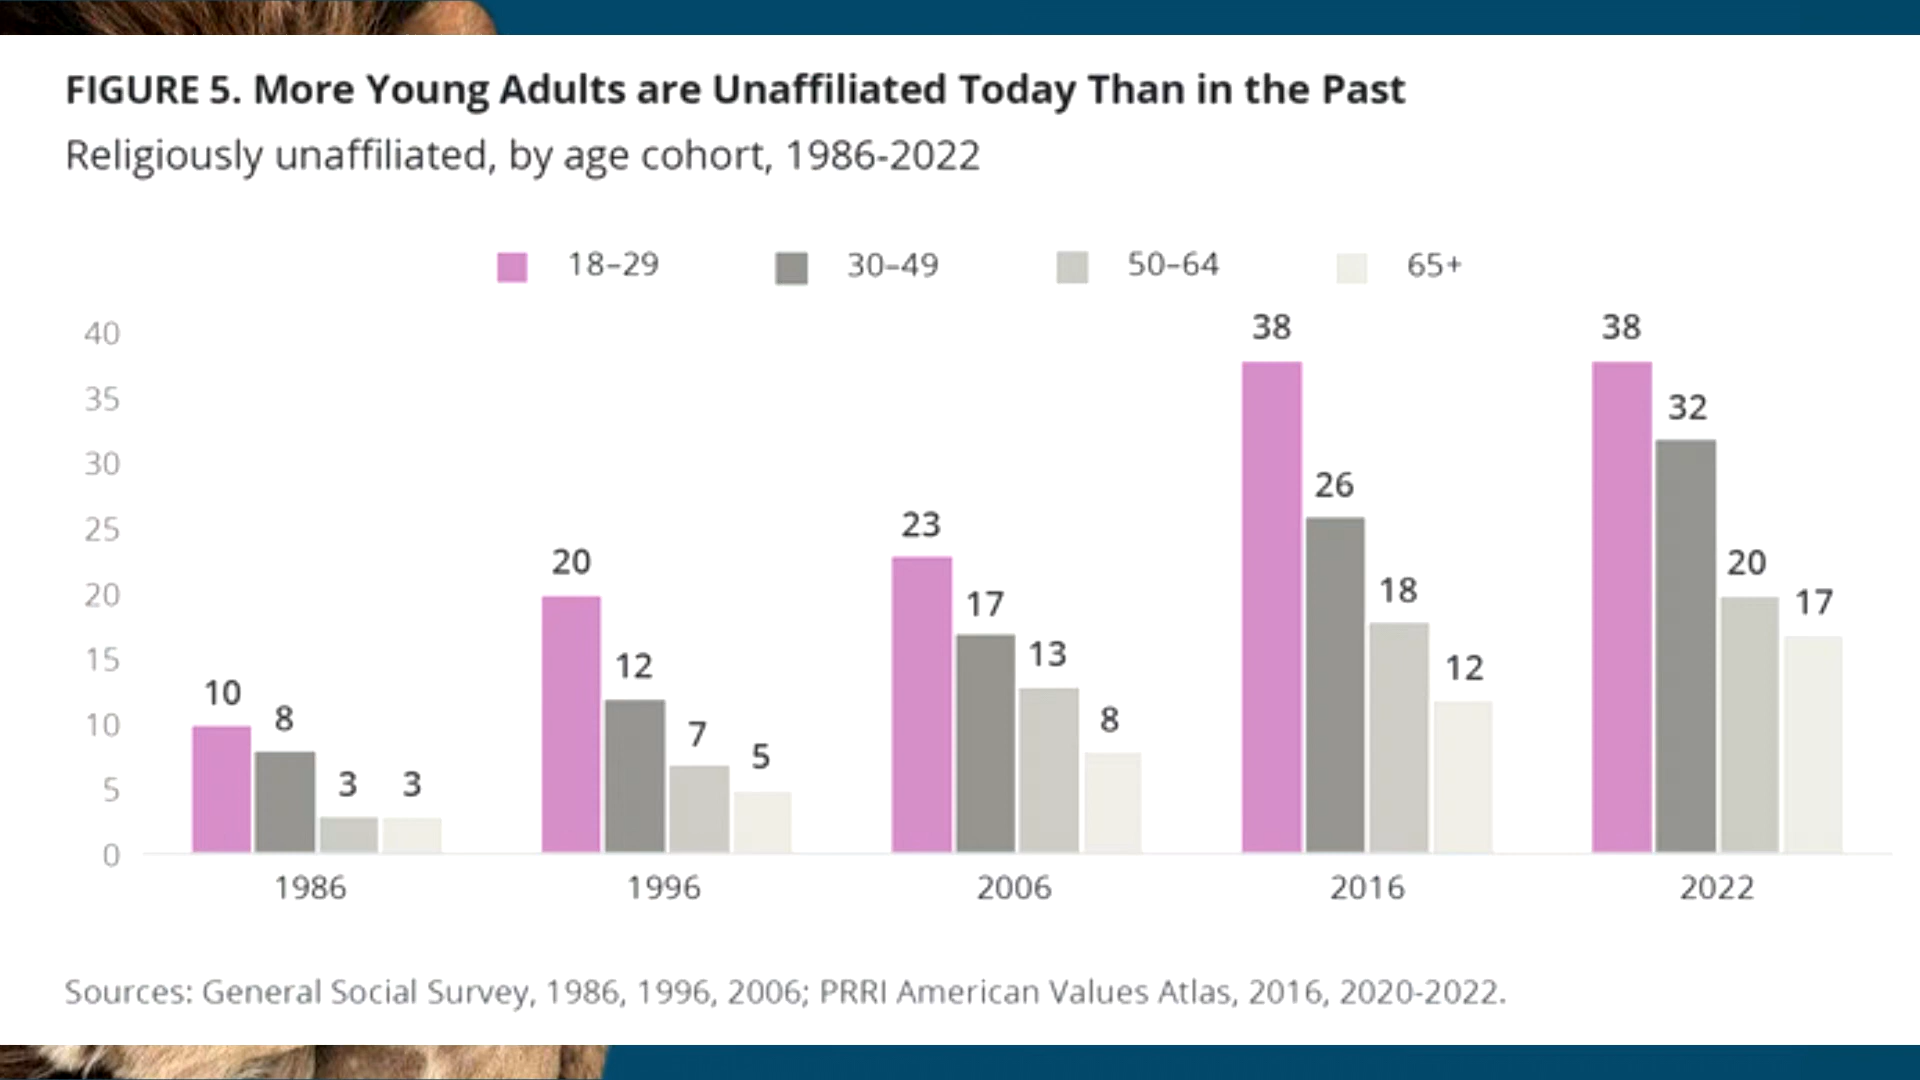 FIGURE 5. More Young Adults are Unaffiliated Today Than in the Past
Religiously unaffiliated, by age cohort, 1986-2022
18–29 30–49 50–64 65+
40
35
30
25
20
15
10
5
0
10 8 3 3
20 12 7 5
23 17 13 8
38 26 18 12
38 32 20 17
1986 1996 2006 2016 2022
Sources: General Social Survey, 1986, 1996, 2006; PRRI American Values Atlas, 2016, 2020-2022.